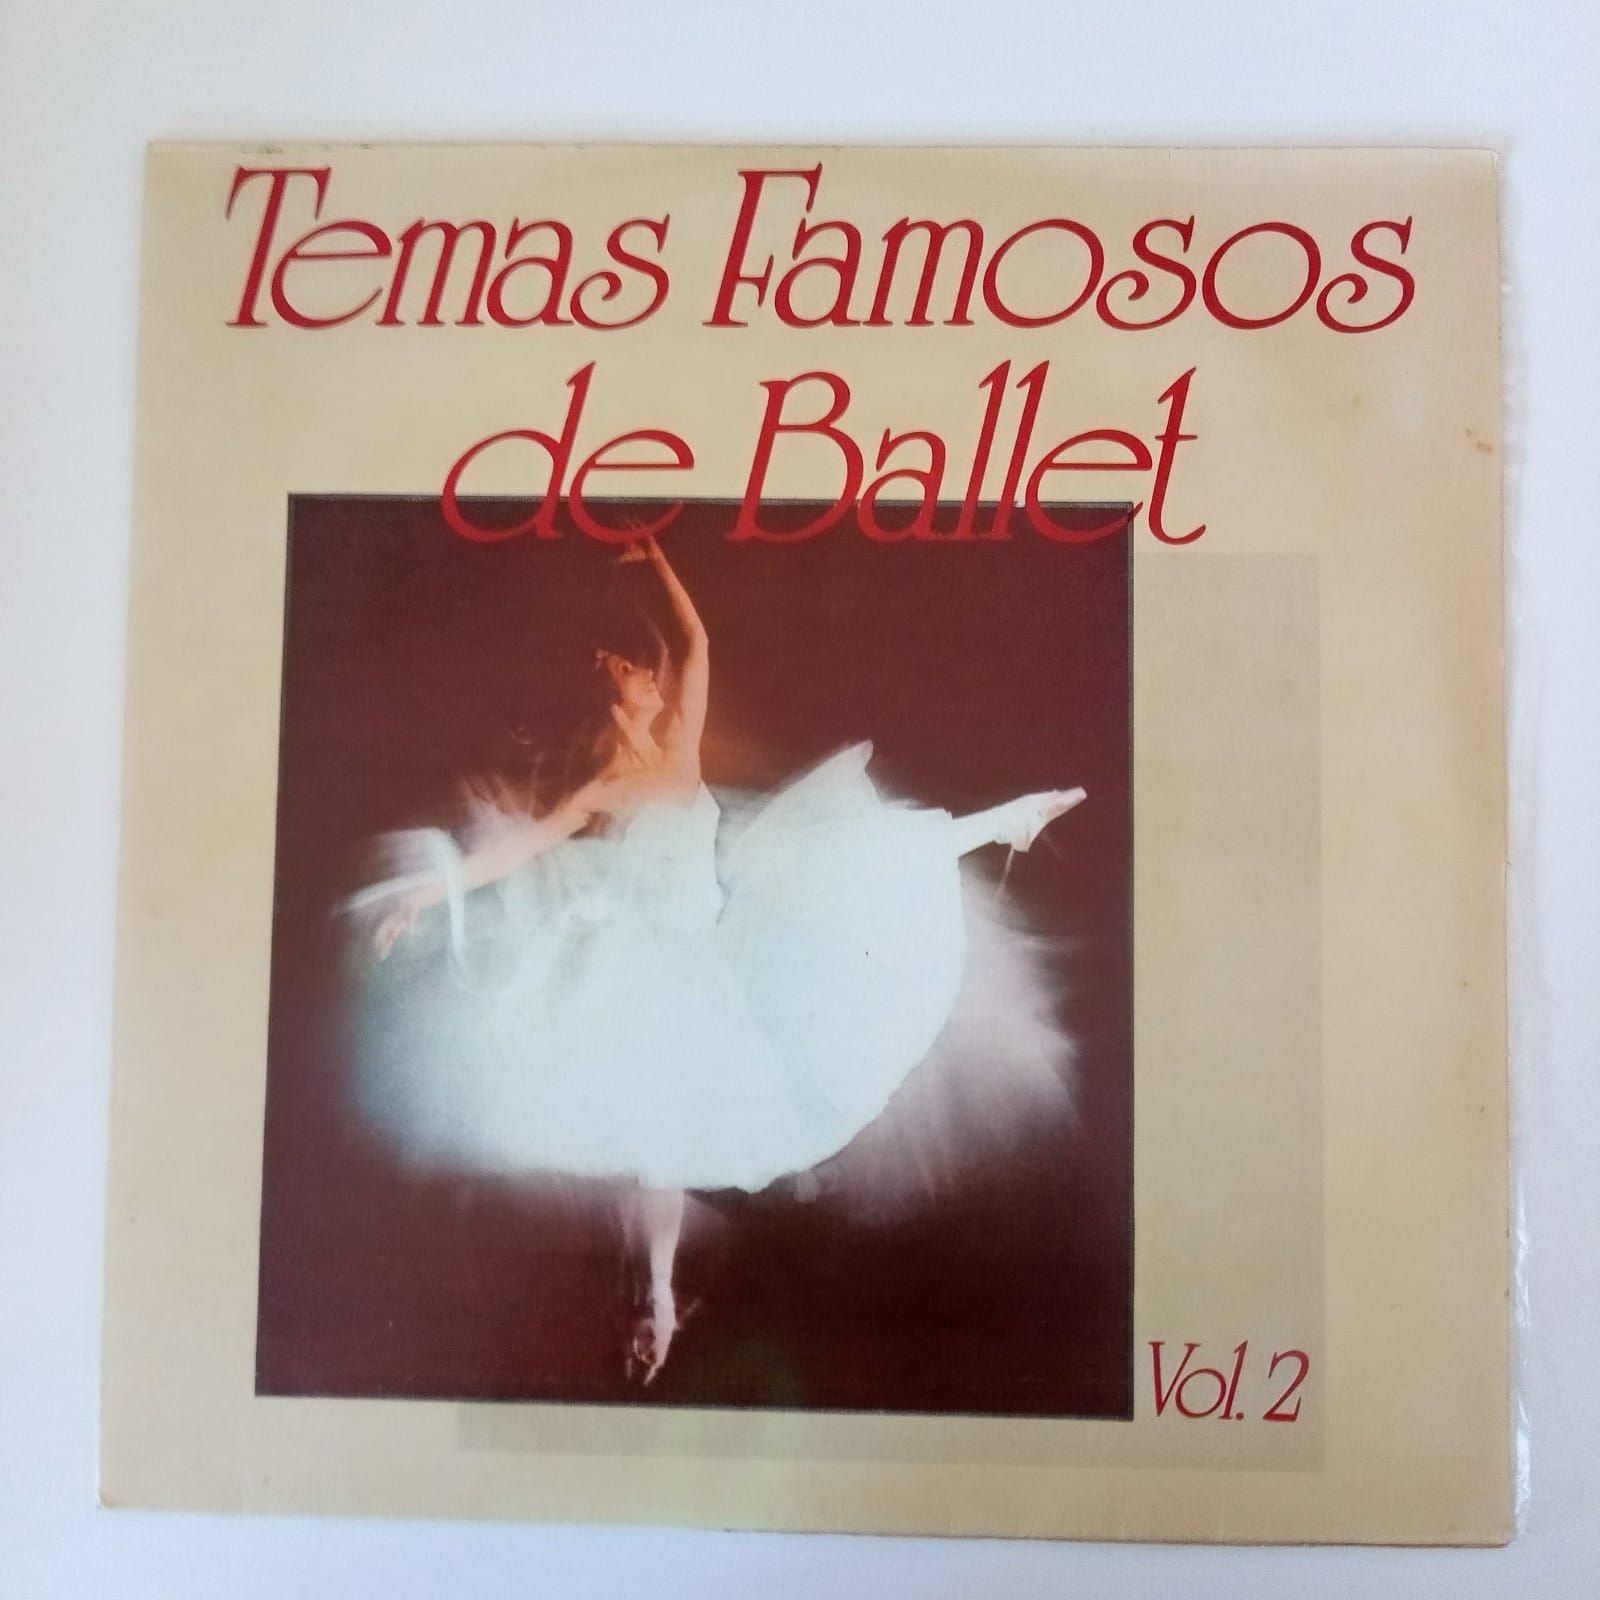 Temas Famosos
de Ballet
Vol. 2